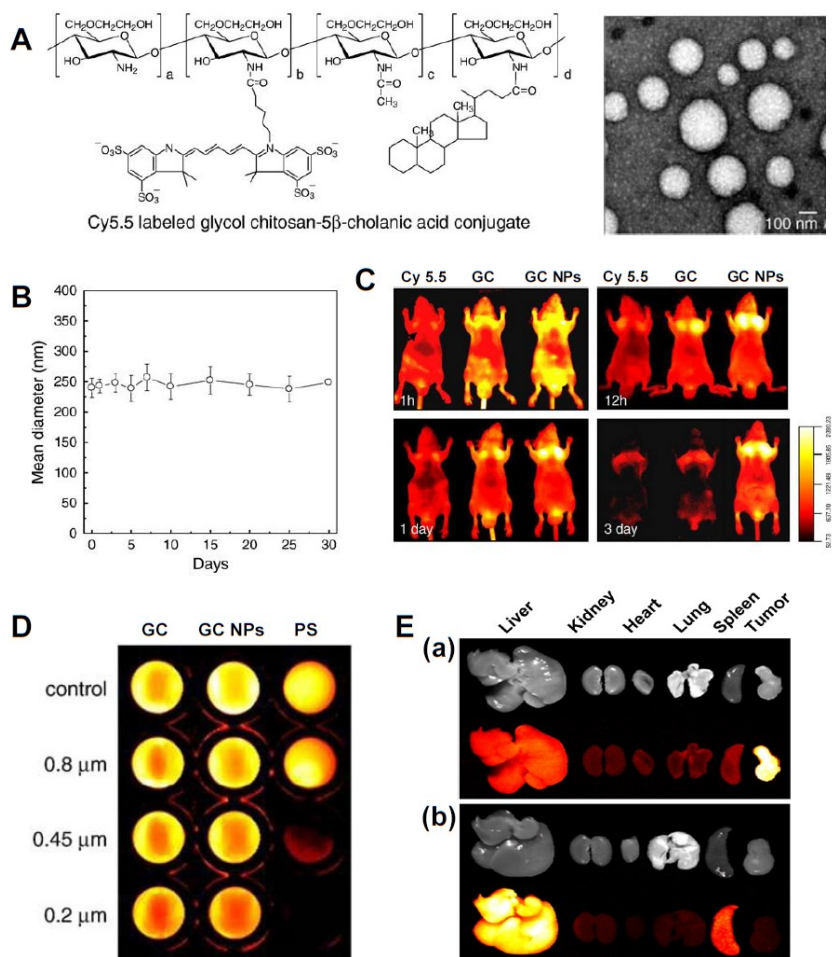 A
CH₂OCH₂CH₂OH CH₂OCH₂CH₂OH CH₂OCH₂CH₂OH CH₂OCH₂CH₂OH
O O O O O O O O
HO HO HO HO
NH₂ a NH b NH c NH d
C=O C=O C=O
CH₃
N N
⁻O₃S SO₃⁻
SO₃⁻ SO₃⁻
CH₃
CH₃
Cy5.5 labeled glycol chitosan-5β-cholanic acid conjugate
100 nm
B
400
350
300
250
200
150
100
50
0
Mean diameter (nm)
0 5 10 15 20 25 30
Days
C
Cy 5.5 GC GC NPs Cy 5.5 GC GC NPs
1h 12h
1 day 3 day
D
GC GC NPs PS
control
0.8 μm
0.45 μm
0.2 μm
E
Liver Kidney Heart Lung Spleen Tumor
(a)
(b)